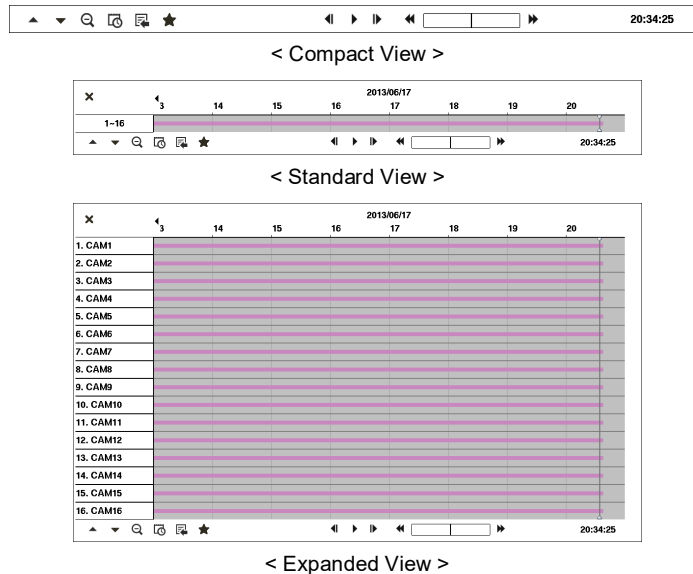 20:34:25
< Compact View >
2013/06/17
3 14 15 16 17 18 19 20
1~16
20:34:25
< Standard View >
2013/06/17
3 14 15 16 17 18 19 20
1. CAM1
2. CAM2
3. CAM3
4. CAM4
5. CAM5
6. CAM6
7. CAM7
8. CAM8
9. CAM9
10. CAM10
11. CAM11
12. CAM12
13. CAM13
14. CAM14
15. CAM15
16. CAM16
20:34:25
< Expanded View >